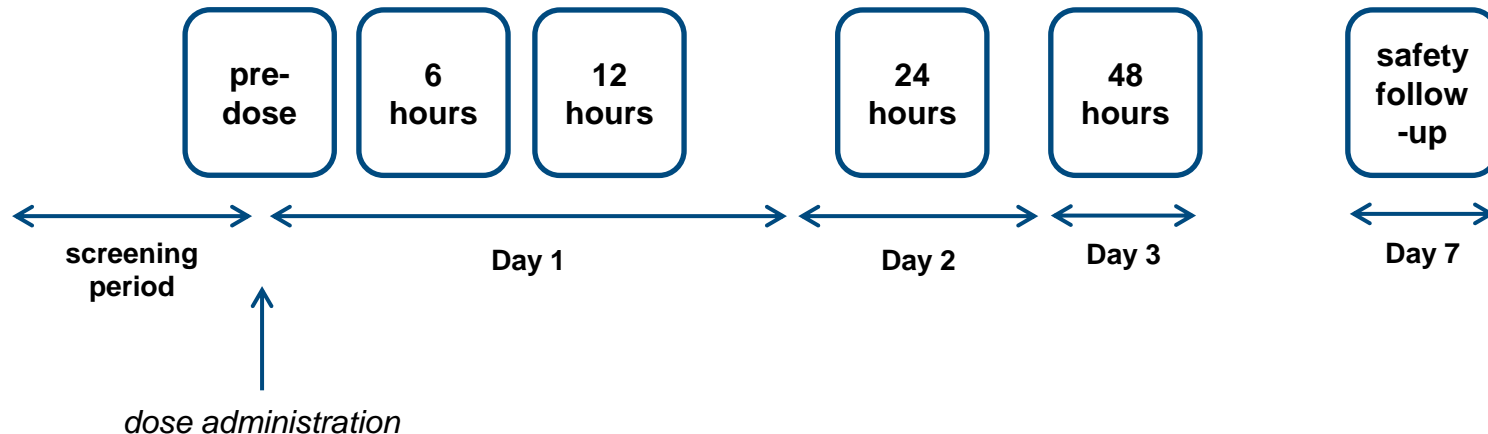 pre-
dose
6
hours
12
hours
24
hours
48
hours
safety
follow
-up
screening
period
Day 1
Day 2
Day 3
Day 7
dose administration